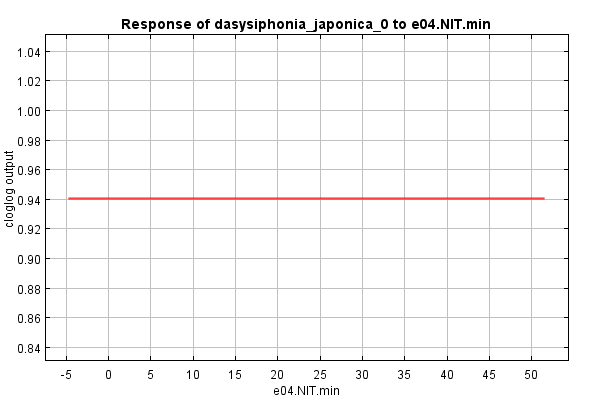 Response of dasysiphonia_japonica_0 to e04.NIT.min
1.04
1.02
1.00
0.98
0.96
0.94
0.92
0.90
0.88
0.86
0.84
cloglog output
-5 0 5 10 15 20 25 30 35 40 45 50
e04.NIT.min